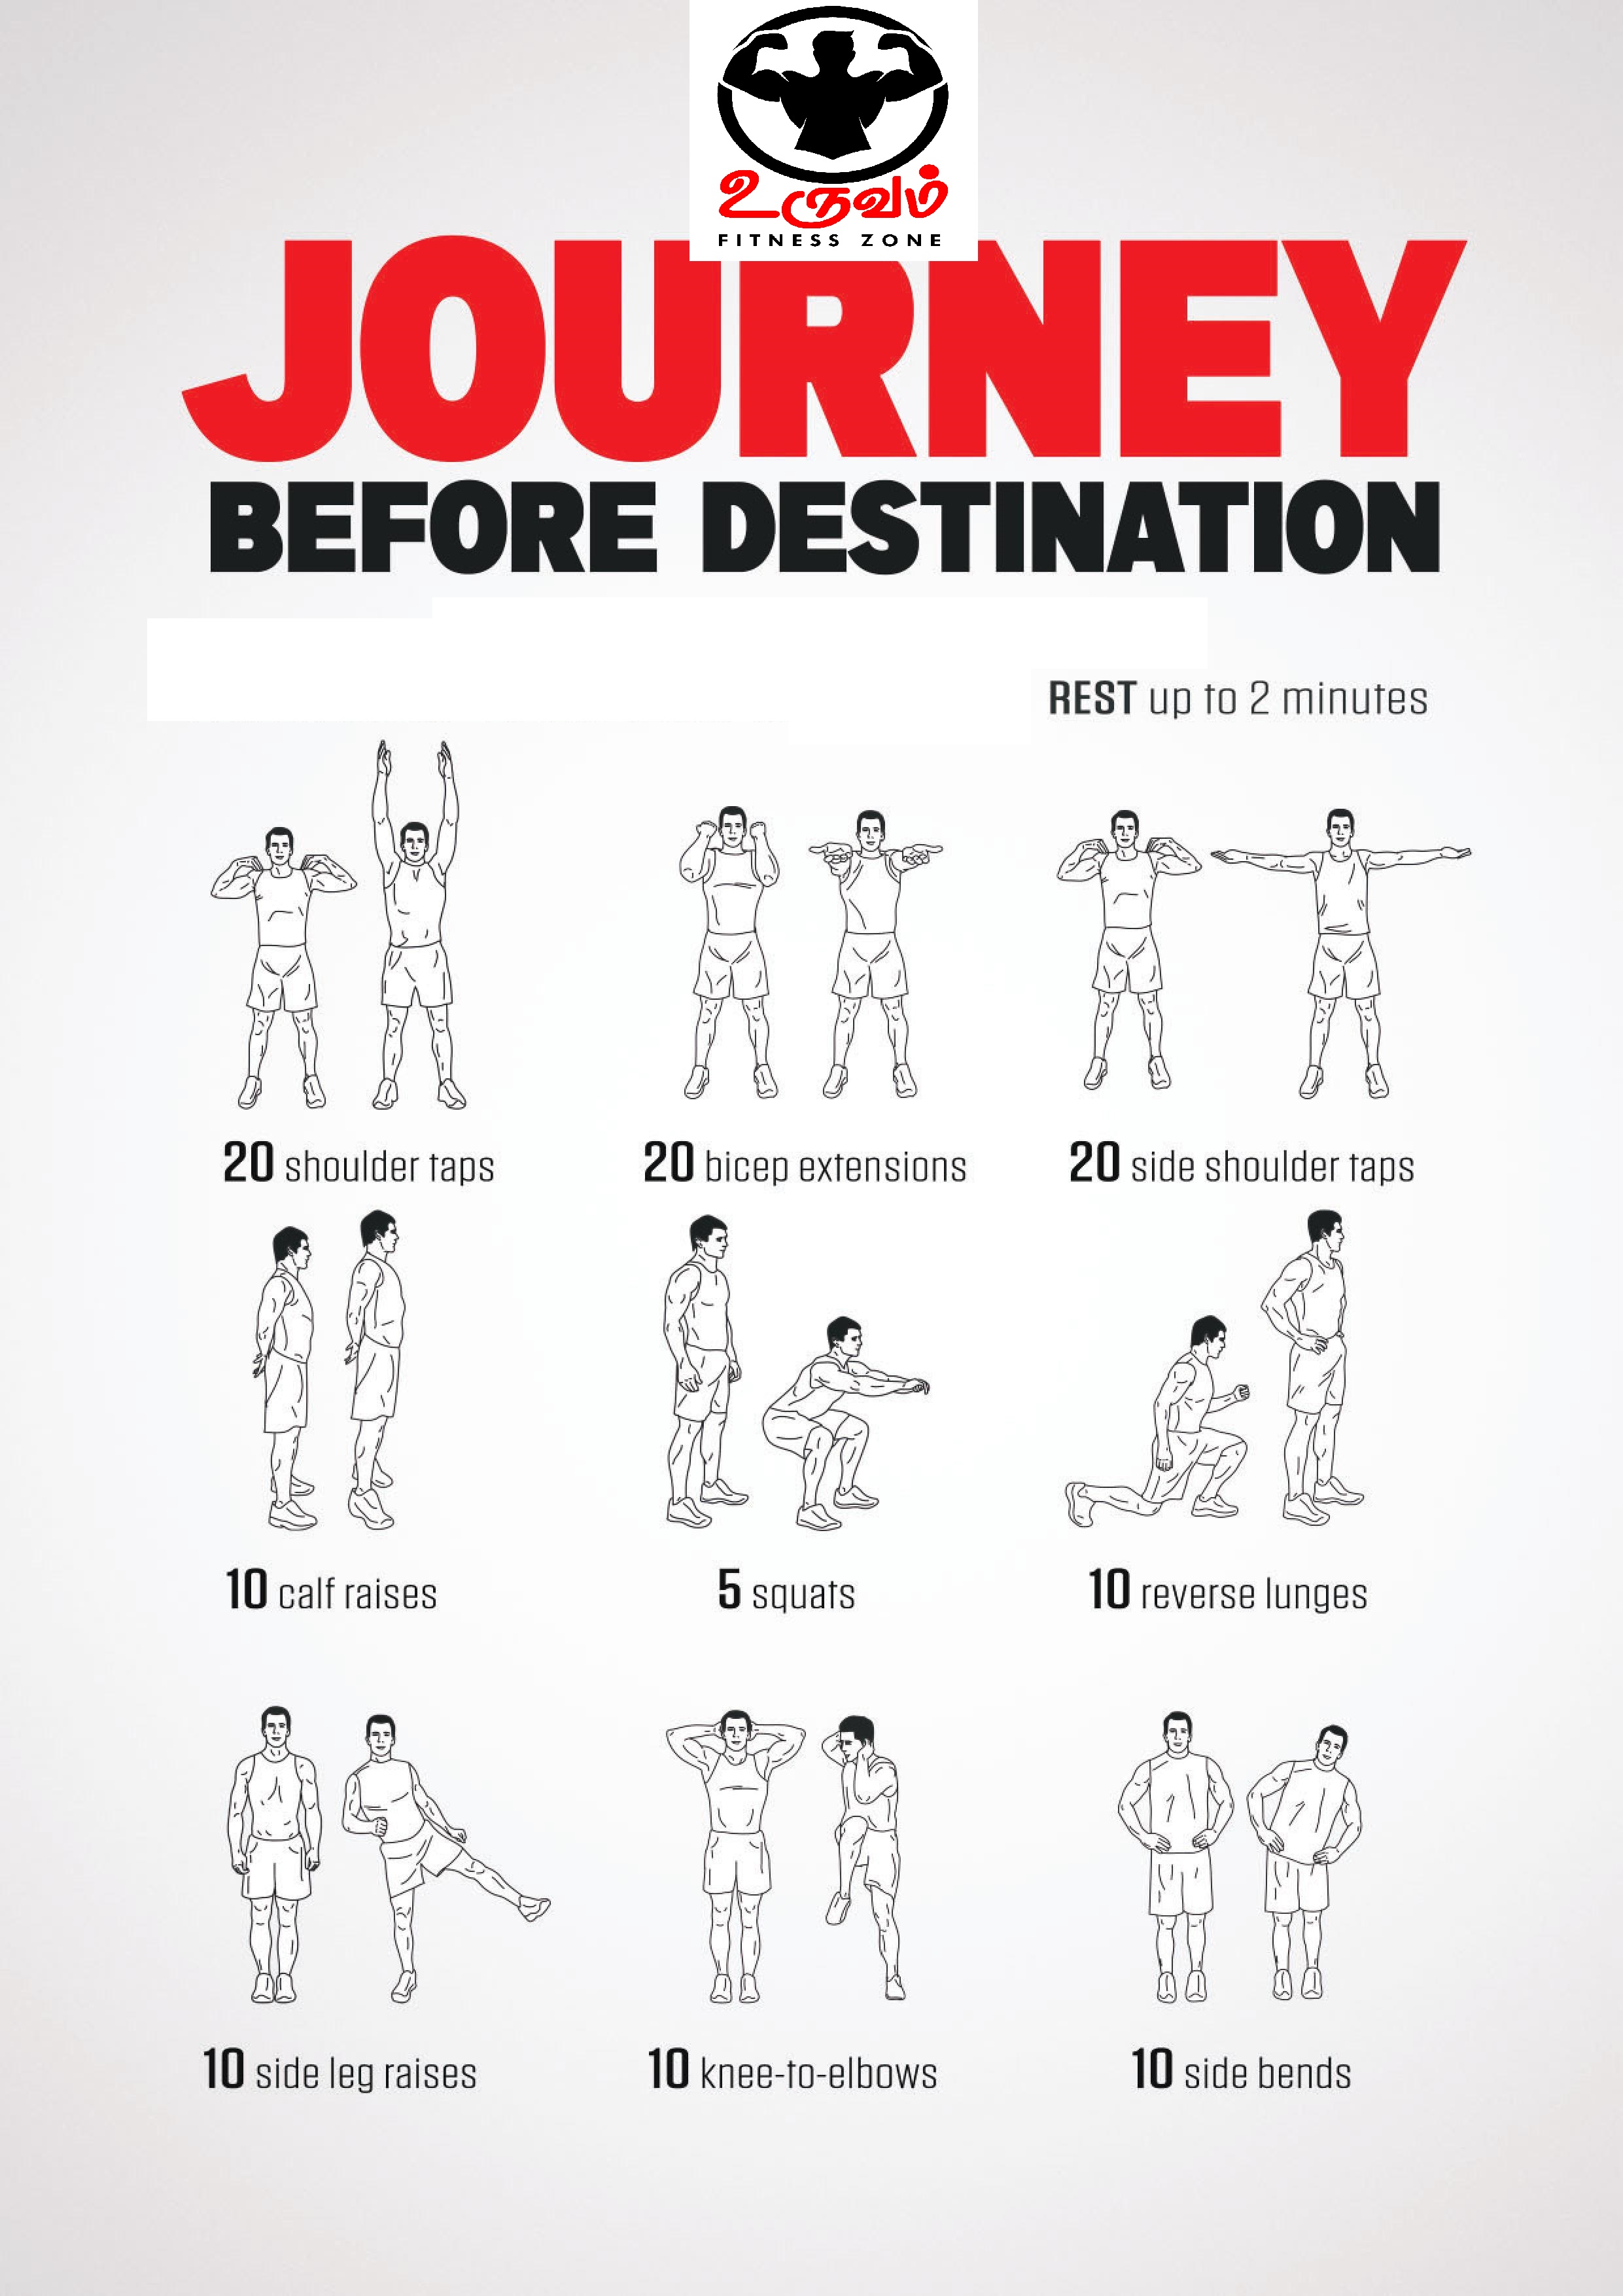 உருவம்
FITNESS ZONE
JOURNEY
BEFORE DESTINATION
REST up to 2 minutes
20 shoulder taps
20 bicep extensions
20 side shoulder taps
10 calf raises
5 squats
10 reverse lunges
10 side leg raises
10 knee-to-elbows
10 side bends